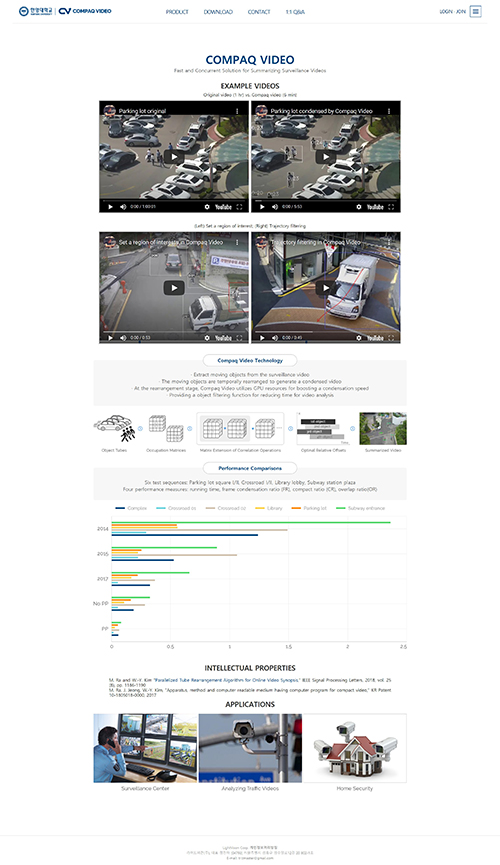 한양대학교 CV COMPAQ VIDEO
PRODUCT DOWNLOAD CONTACT 1:1 Q&A
LOGIN JOIN
COMPAQ VIDEO
Fast and Concurrent Solution for Summarizing Surveillance Videos
EXAMPLE VIDEOS
Original video (1 hr) vs. Compaq video (6 min)
Parking lot original
Parking lot condensed by Compaq Video
0:00 / 1:00:01 YouTube
0:00 / 5:53 YouTube
(Left) Set a region of interest, (Right) Trajectory filtering
Set a region of interests in Compaq Video
Trajectory filtering in Compaq Video
0:00 / 0:53 YouTube
0:00 / 3:45 YouTube
Compaq Video Technology
- Extract moving objects from the surveillance video
- The moving objects are temporally rearranged to generate a condensed video
- At the rearrangement stage, Compaq Video utilizes GPU resources for boosting a condensation speed
- Providing a object filtering function for reducing time for video analysis
Object Tubes
Occupation Matrices
Matrix Extension of Correlation Operations
Optimal Relative Offsets
Summarized Video
Performance Comparisons
Six test sequences: Parking lot square I/II, Crossroad I/II, Library lobby, Subway station plaza
Four performance measures: running time, frame condensation ratio (FR), compact ratio (CR), overlap ratio(OR)
Crossroad Crossroad Library Parking lot Subway entrance
2014
2015
2017
No PP
PP
0 0.5 1 1.5 2 2.5
INTELLECTUAL PROPERTIES
M. Ra and W.-Y. Kim, "Parallelized Tube Rearrangement Algorithm for Online Video Synopsis," IEEE Signal Processing Letters, 2018, vol. 25
(8), pp. 1186-1190
M. Ra, J. Jeong, W.-Y. Kim, "Apparatus, method and computer readable medium having computer program for compact video," KR Patent
10-1805018-0000, 2017
APPLICATIONS
Surveillance Center
Analyzing Traffic Videos
Home Security